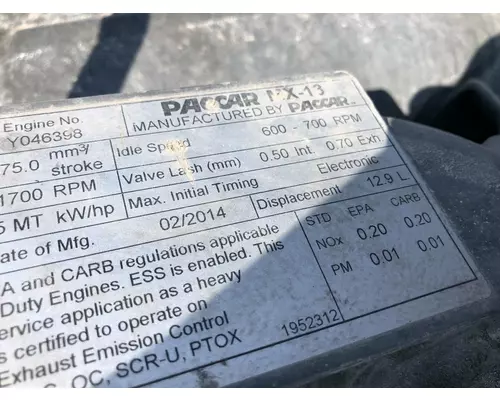 PACCAR MX-13
MANUFACTURED BY PACCAR
Engine No.
Y046398
Idle Speed 600 - 700 RPM
75.0 mm³/
stroke
Valve Lash (mm) 0.50 Int 0.70 Exh
1700 RPM
Max. Initial Timing Electronic
MT kW/hp
Date of Mfg. 02/2014 Displacement 12.9 L
STD EPA CARB
NOx 0.20 0.20
PM 0.01 0.01
and CARB regulations applicable
Duty Engines. ESS is enabled. This
service application as a heavy
is certified to operate on
Exhaust Emission Control
OC, SCR-U, PTOX
1952312